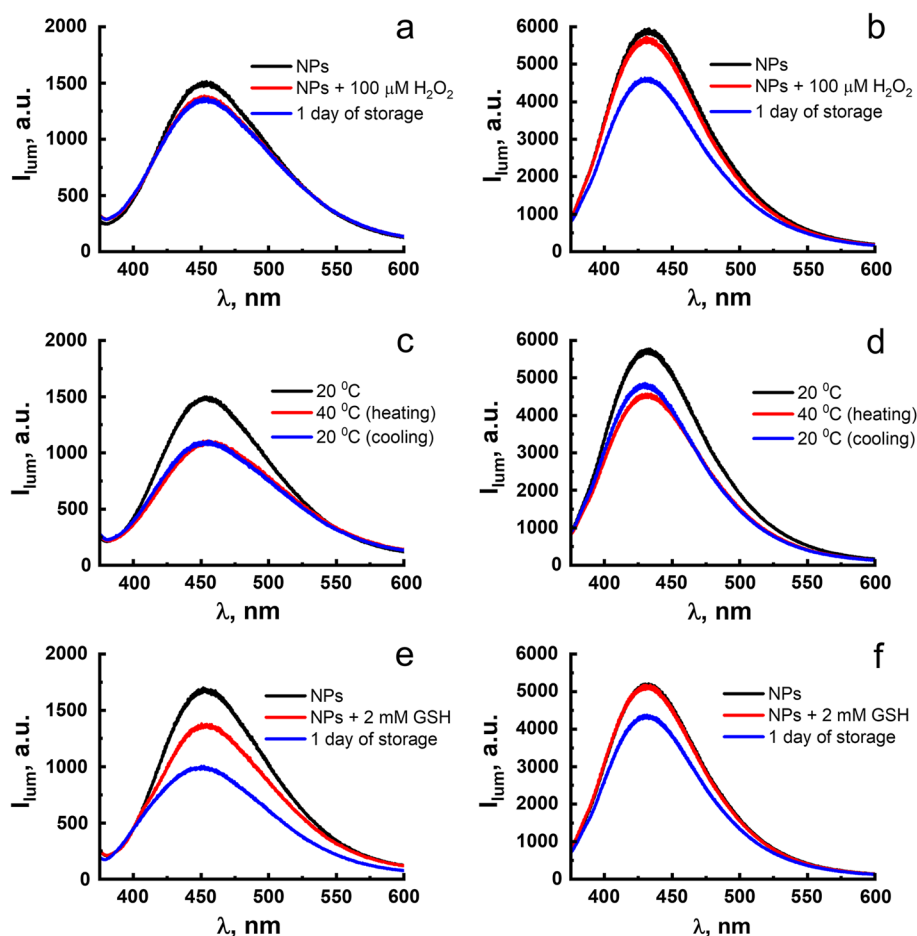 a
2000
1500
1000
500
0
I_lum, a.u.
NPs
NPs + 100 μM H₂O₂
1 day of storage
400 450 500 550 600
λ, nm
b
6000
5000
4000
3000
2000
1000
0
I_lum, a.u.
NPs
NPs + 100 μM H₂O₂
1 day of storage
400 450 500 550 600
λ, nm
c
2000
1500
1000
500
0
I_lum, a.u.
20 ⁰C
40 ⁰C (heating)
20 ⁰C (cooling)
400 450 500 550 600
λ, nm
d
6000
5000
4000
3000
2000
1000
0
I_lum, a.u.
20 ⁰C
40 ⁰C (heating)
20 ⁰C (cooling)
400 450 500 550 600
λ, nm
e
2000
1500
1000
500
0
I_lum, a.u.
NPs
NPs + 2 mM GSH
1 day of storage
400 450 500 550 600
λ, nm
f
6000
5000
4000
3000
2000
1000
0
I_lum, a.u.
NPs
NPs + 2 mM GSH
1 day of storage
400 450 500 550 600
λ, nm